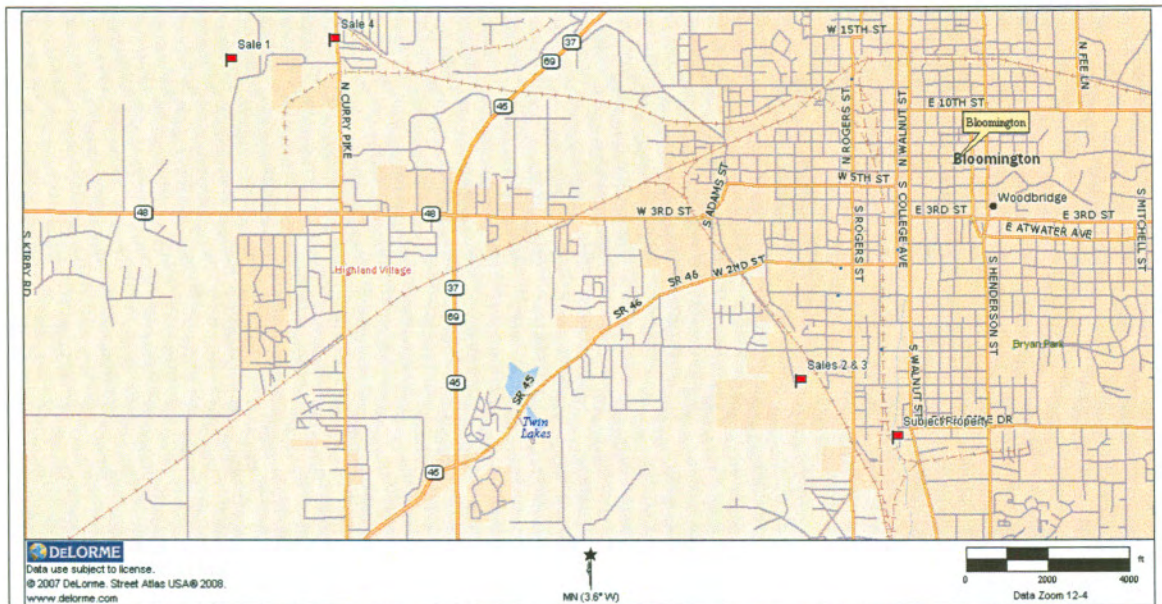 Sale 1
Sale 4
37
69
46
N CURRY PIKE
W 15TH ST
N ROGERS ST
N WALNUT ST
N FEE LN
E 10TH ST
Bloomington
Bloomington
Woodbridge
W 5TH ST
S ADAMS ST
48
48
W 3RD ST
E 3RD ST
E 3RD ST
E ATWATER AVE
S MITCHELL ST
S KIRBY RD
S ROGERS ST
S COLLEGE AVE
Highland Village
SR 46
W 2ND ST
SR 46
37
69
46
S HENDERSON ST
Bryan Park
Sales 2 & 3
S WALNUT ST
SR 45
Twin
Lakes
Subject Property
DR
45
DELORME
Data use subject to license.
© 2007 DeLorme. Street Atlas USA® 2008.
www.delorme.com
MN (3.6° W)
ft
0 2000 4000
Data Zoom 12-4